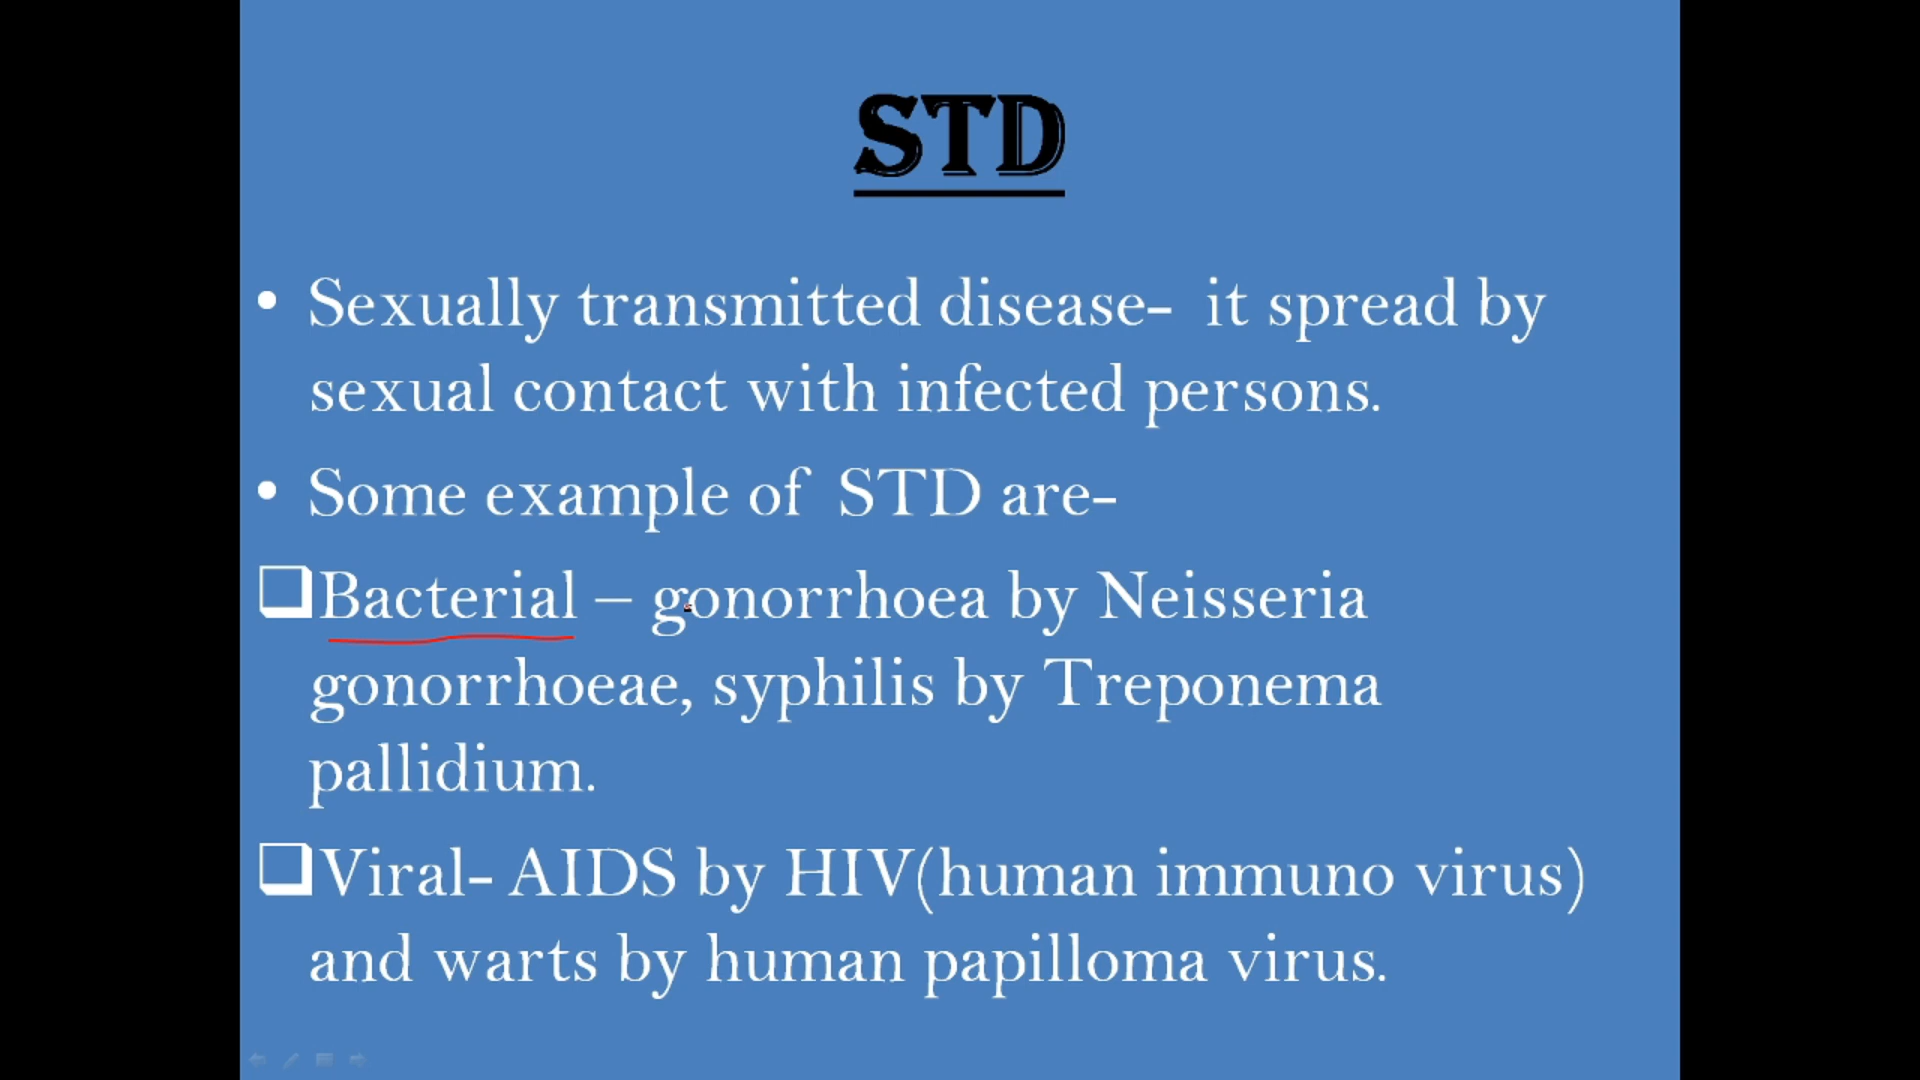 STD
• Sexually transmitted disease- it spread by
sexual contact with infected persons.
• Some example of STD are-
❑Bacterial – gonorrhoea by Neisseria
gonorrhoeae, syphilis by Treponema
pallidium.
❑Viral- AIDS by HIV(human immuno virus)
and warts by human papilloma virus.